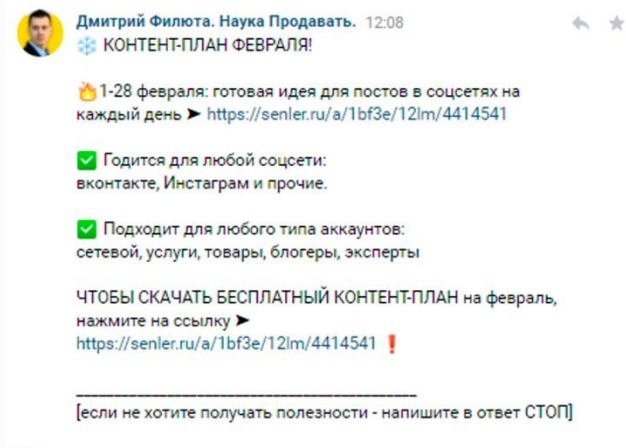 Дмитрий Филюта. Наука Продавать. 12:08
❄️ КОНТЕНТ-ПЛАН ФЕВРАЛЯ!
🔥1-28 февраля: готовая идея для постов в соцсетях на
каждый день ➤ https://senler.ru/a/1bf3e/12lm/4414541
✅ Годится для любой соцсети:
вконтакте, Инстаграм и прочие.
✅ Подходит для любого типа аккаунтов:
сетевой, услуги, товары, блогеры, эксперты
ЧТОБЫ СКАЧАТЬ БЕСПЛАТНЫЙ КОНТЕНТ-ПЛАН на февраль,
нажмите на ссылку ➤
https://senler.ru/a/1bf3e/12lm/4414541 ❗
[если не хотите получать полезности - напишите в ответ СТОП]